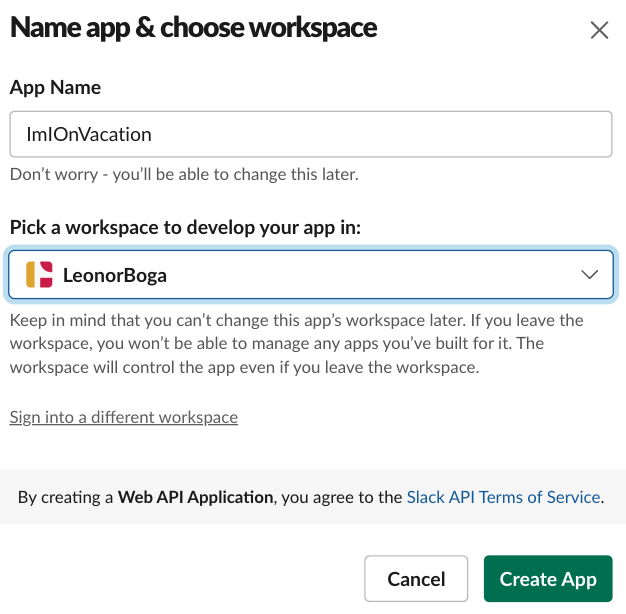 Name app & choose workspace
App Name
ImIOnVacation
Don't worry - you'll be able to change this later.
Pick a workspace to develop your app in:
LeonorBoga
Keep in mind that you can't change this app's workspace later. If you leave the
workspace, you won't be able to manage any apps you've built for it. The
workspace will control the app even if you leave the workspace.
Sign into a different workspace
By creating a Web API Application, you agree to the Slack API Terms of Service.
Cancel Create App